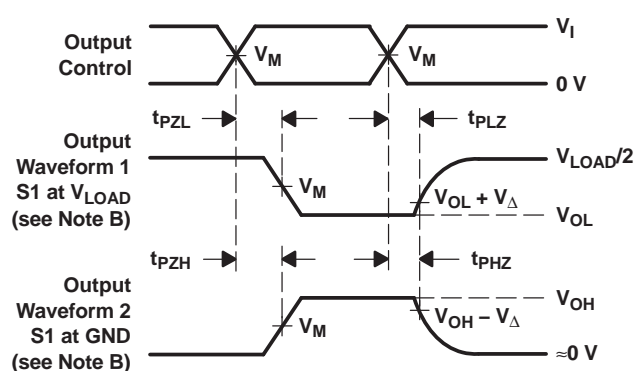 Output
Control
V_M
V_M
V_I
0 V
t_PZL
t_PLZ
Output
Waveform 1
S1 at V_LOAD
(see Note B)
V_M
V_OL + V_Δ
V_LOAD/2
V_OL
t_PZH
t_PHZ
Output
Waveform 2
S1 at GND
(see Note B)
V_M
V_OH − V_Δ
V_OH
≈0 V